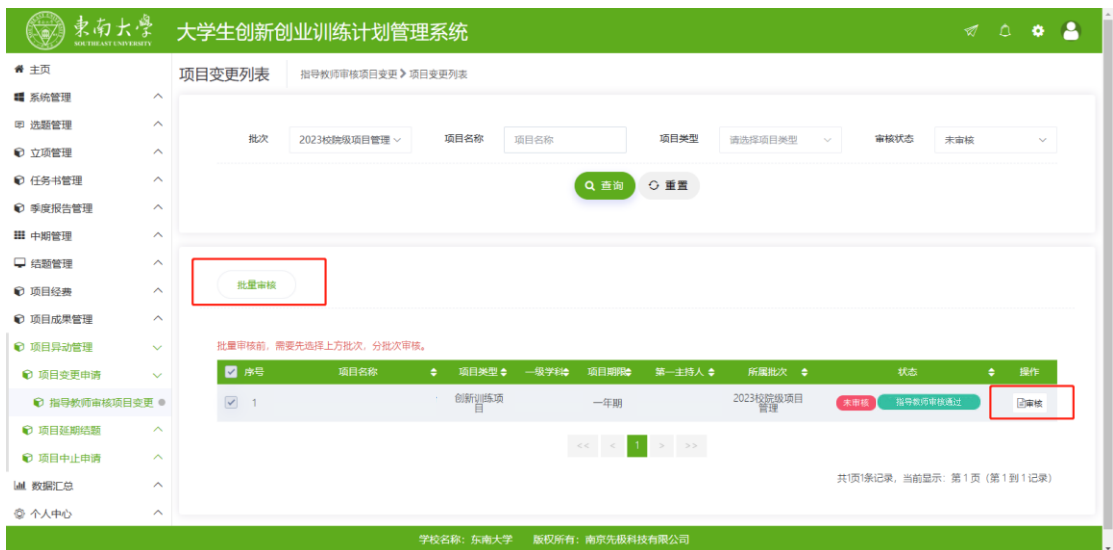 東南大學 大学生创新创业训练计划管理系统
SOUTHEAST UNIVERSITY
主页
系统管理
选题管理
立项管理
任务书管理
季度报告管理
中期管理
结题管理
项目经费
项目成果管理
项目异动管理
项目变更申请
指导教师审核项目变更
项目延期结题
项目中止申请
数据汇总
个人中心
项目变更列表 指导教师审核项目变更 > 项目变更列表
批次 2023校院级项目管理 项目名称 项目名称 项目类型 请选择项目类型 审核状态 未审核
查询 重置
批量审核
批量审核前，需要先选择上方批次，分批次审核。
序号 项目名称 项目类型 一级学科 项目期限 第一主持人 所属批次 状态 操作
1 创新训练项目 一年期 2023校院级项目管理 未审核 指导教师审核通过 审核
<< < 1 > >>
共1页1条记录，当前显示：第 1 页（第 1 到 1 记录）
学校名称：东南大学 版权所有：南京先极科技有限公司